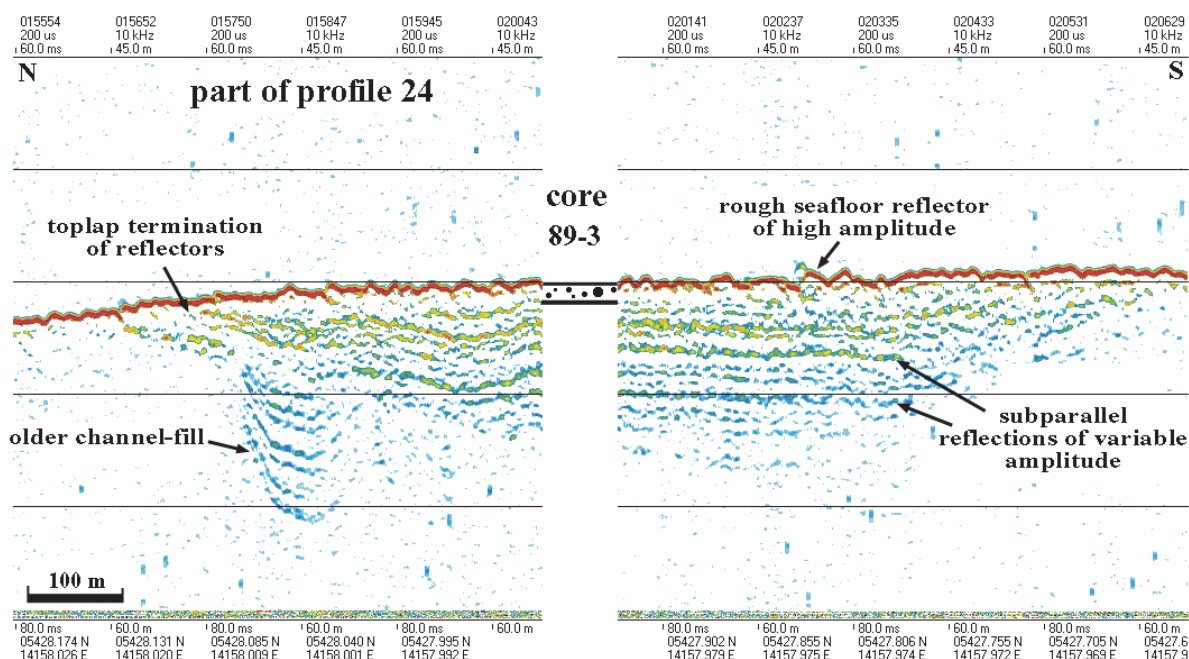 015554 015652 015750 015847 015945 020043 020141 020237 020335 020433 020531 020629
200 us 10 kHz 200 us 10 kHz 200 us 10 kHz 200 us 10 kHz 200 us 10 kHz 200 us 10 kHz
60.0 ms 45.0 m 60.0 ms 45.0 m 60.0 ms 45.0 m 60.0 ms 45.0 m 60.0 ms 45.0 m 60.0 ms 45.0 m
N
S
part of profile 24
core
89-3
toplap termination
of reflectors
rough seafloor reflector
of high amplitude
older channel-fill
subparallel
reflections of variable
amplitude
100 m
80.0 ms 60.0 m 80.0 ms 60.0 m 80.0 ms 60.0 m 80.0 ms 60.0 m 80.0 ms 60.0 m 80.0 ms 60.0 m
05428.174 N 05428.131 N 05428.085 N 05428.040 N 05427.995 N 05427.902 N 05427.855 N 05427.806 N 05427.755 N 05427.705 N 05427.6
14158.026 E 14158.020 E 14158.009 E 14158.001 E 14157.992 E 14157.979 E 14157.975 E 14157.974 E 14157.972 E 14157.969 E 14157.9